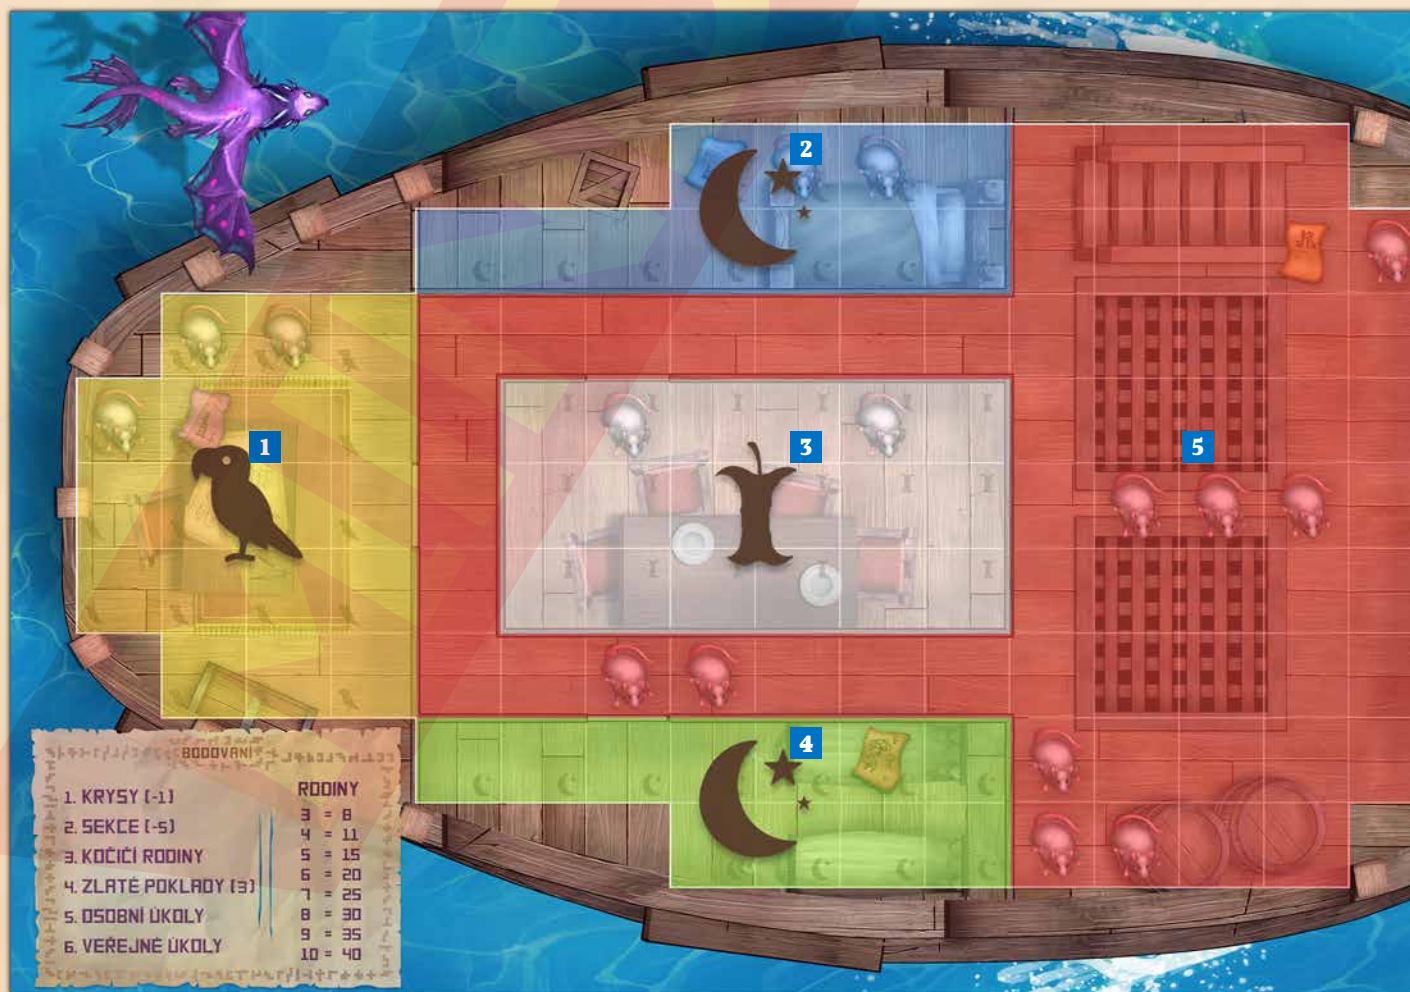 2
1
3
5
4
BODOVÁNÍ
1. KRYSY (-1)
2. SEKCE (-5)
3. KOČIČÍ RODINY
4. ZLATÉ POKLADY (3)
5. OSOBNÍ ÚKOLY
6. VEŘEJNÉ ÚKOLY
RODINY
3 = 8
4 = 11
5 = 15
6 = 20
7 = 25
8 = 30
9 = 35
10 = 40